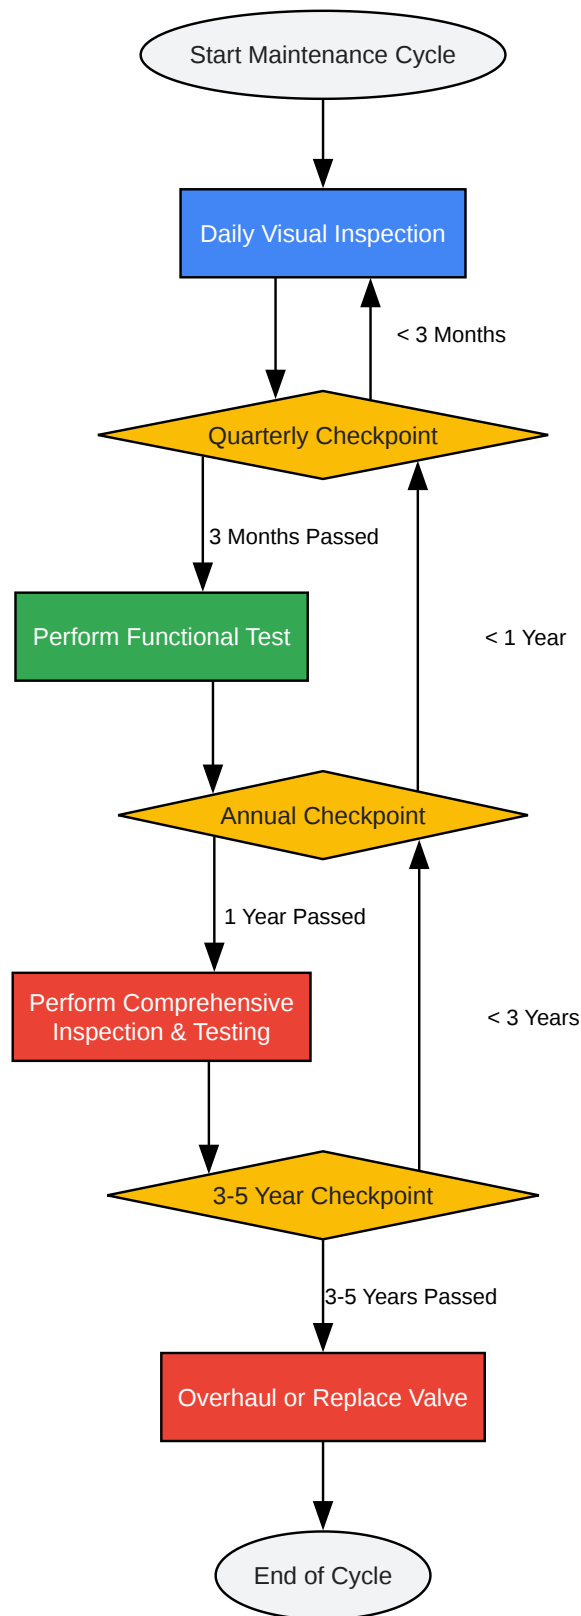 Start Maintenance Cycle
Daily Visual Inspection
< 3 Months
Quarterly Checkpoint
3 Months Passed
Perform Functional Test
< 1 Year
Annual Checkpoint
1 Year Passed
Perform Comprehensive
Inspection & Testing
< 3 Years
3-5 Year Checkpoint
3-5 Years Passed
Overhaul or Replace Valve
End of Cycle